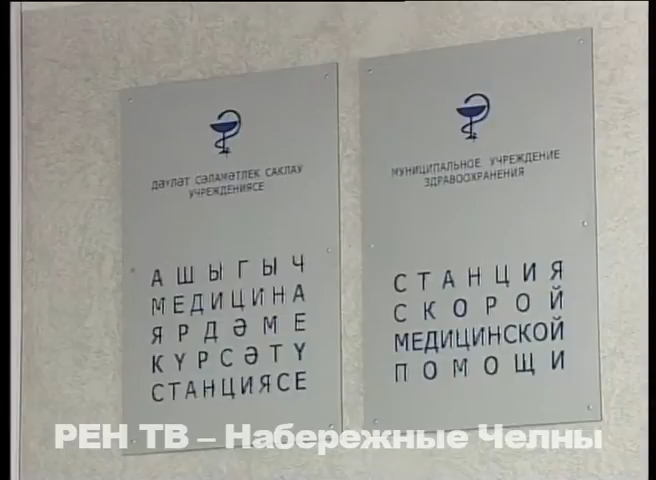 ДӘҮЛӘТ СӘЛАМӘТЛЕК САКЛАУ
УЧРЕЖДЕНИЯСЕ
АШЫГЫЧ
МЕДИЦИНА
ЯРДӘМЕ
КҮРСӘТҮ
СТАНЦИЯСЕ
МУНИЦИПАЛЬНОЕ УЧРЕЖДЕНИЕ
ЗДРАВООХРАНЕНИЯ
СТАНЦИЯ
СКОРОЙ
МЕДИЦИНСКОЙ
ПОМОЩИ
РЕН ТВ – Набережные Челны